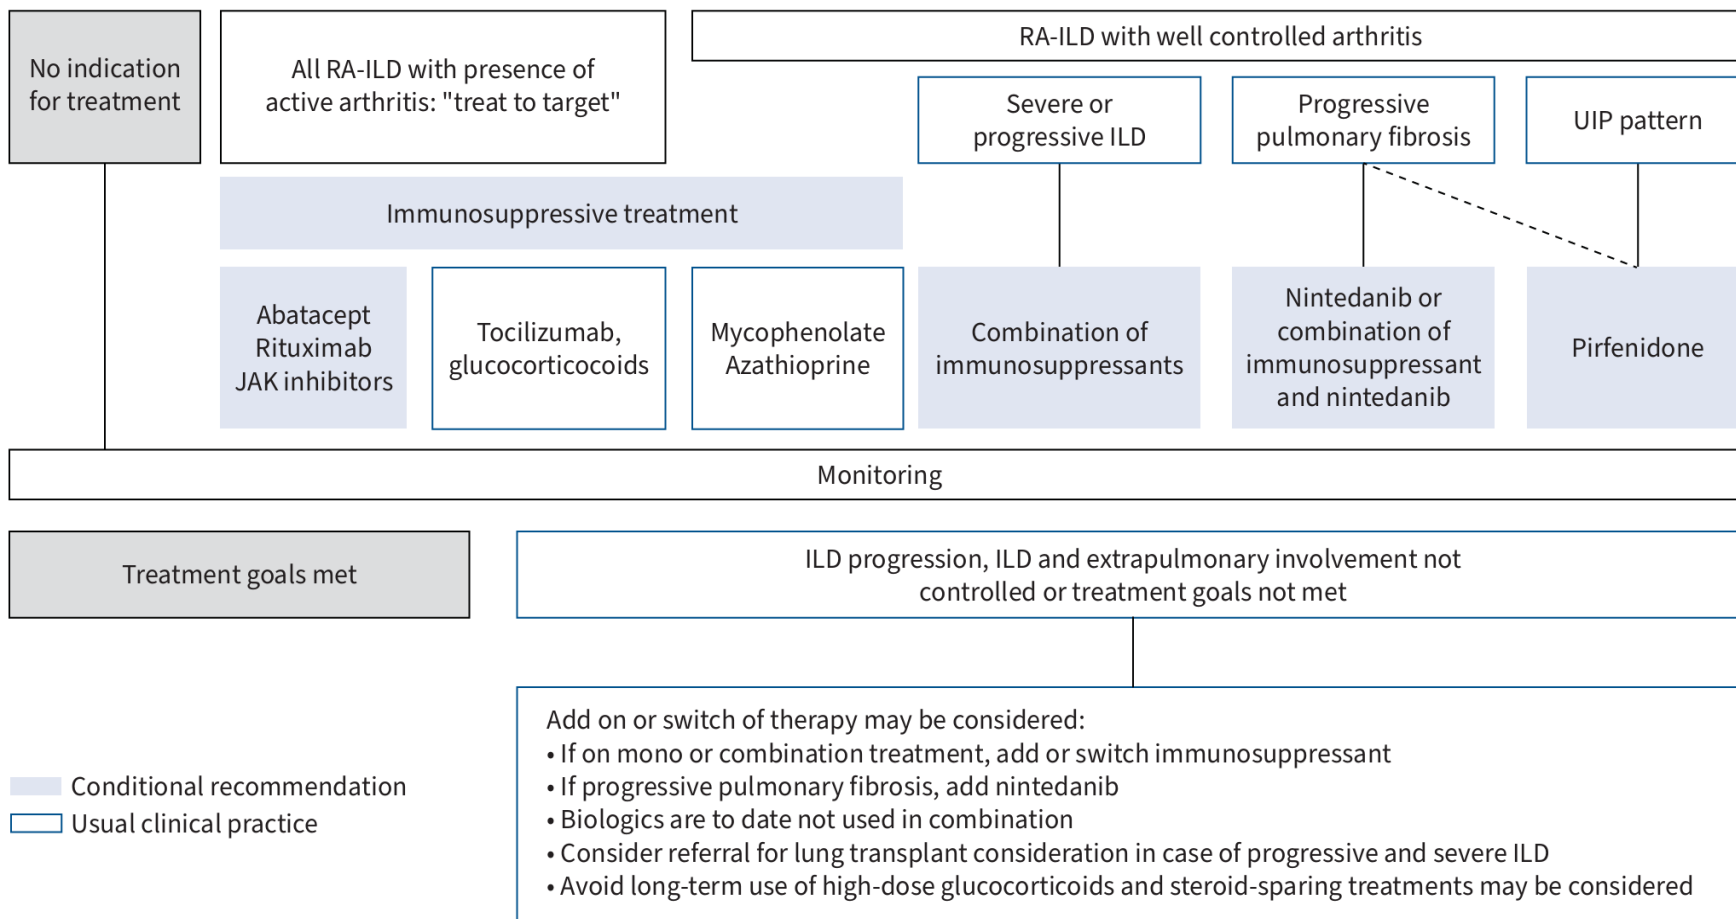 No indication
for treatment
All RA-ILD with presence of
active arthritis: "treat to target"
RA-ILD with well controlled arthritis
Severe or
progressive ILD
Progressive
pulmonary fibrosis
UIP pattern
Immunosuppressive treatment
Abatacept
Rituximab
JAK inhibitors
Tocilizumab,
glucocorticocoids
Mycophenolate
Azathioprine
Combination of
immunosuppressants
Nintedanib or
combination of
immunosuppressant
and nintedanib
Pirfenidone
Monitoring
Treatment goals met
ILD progression, ILD and extrapulmonary involvement not
controlled or treatment goals not met
Add on or switch of therapy may be considered:
• If on mono or combination treatment, add or switch immunosuppressant
• If progressive pulmonary fibrosis, add nintedanib
• Biologics are to date not used in combination
• Consider referral for lung transplant consideration in case of progressive and severe ILD
• Avoid long-term use of high-dose glucocorticoids and steroid-sparing treatments may be considered
Conditional recommendation
Usual clinical practice